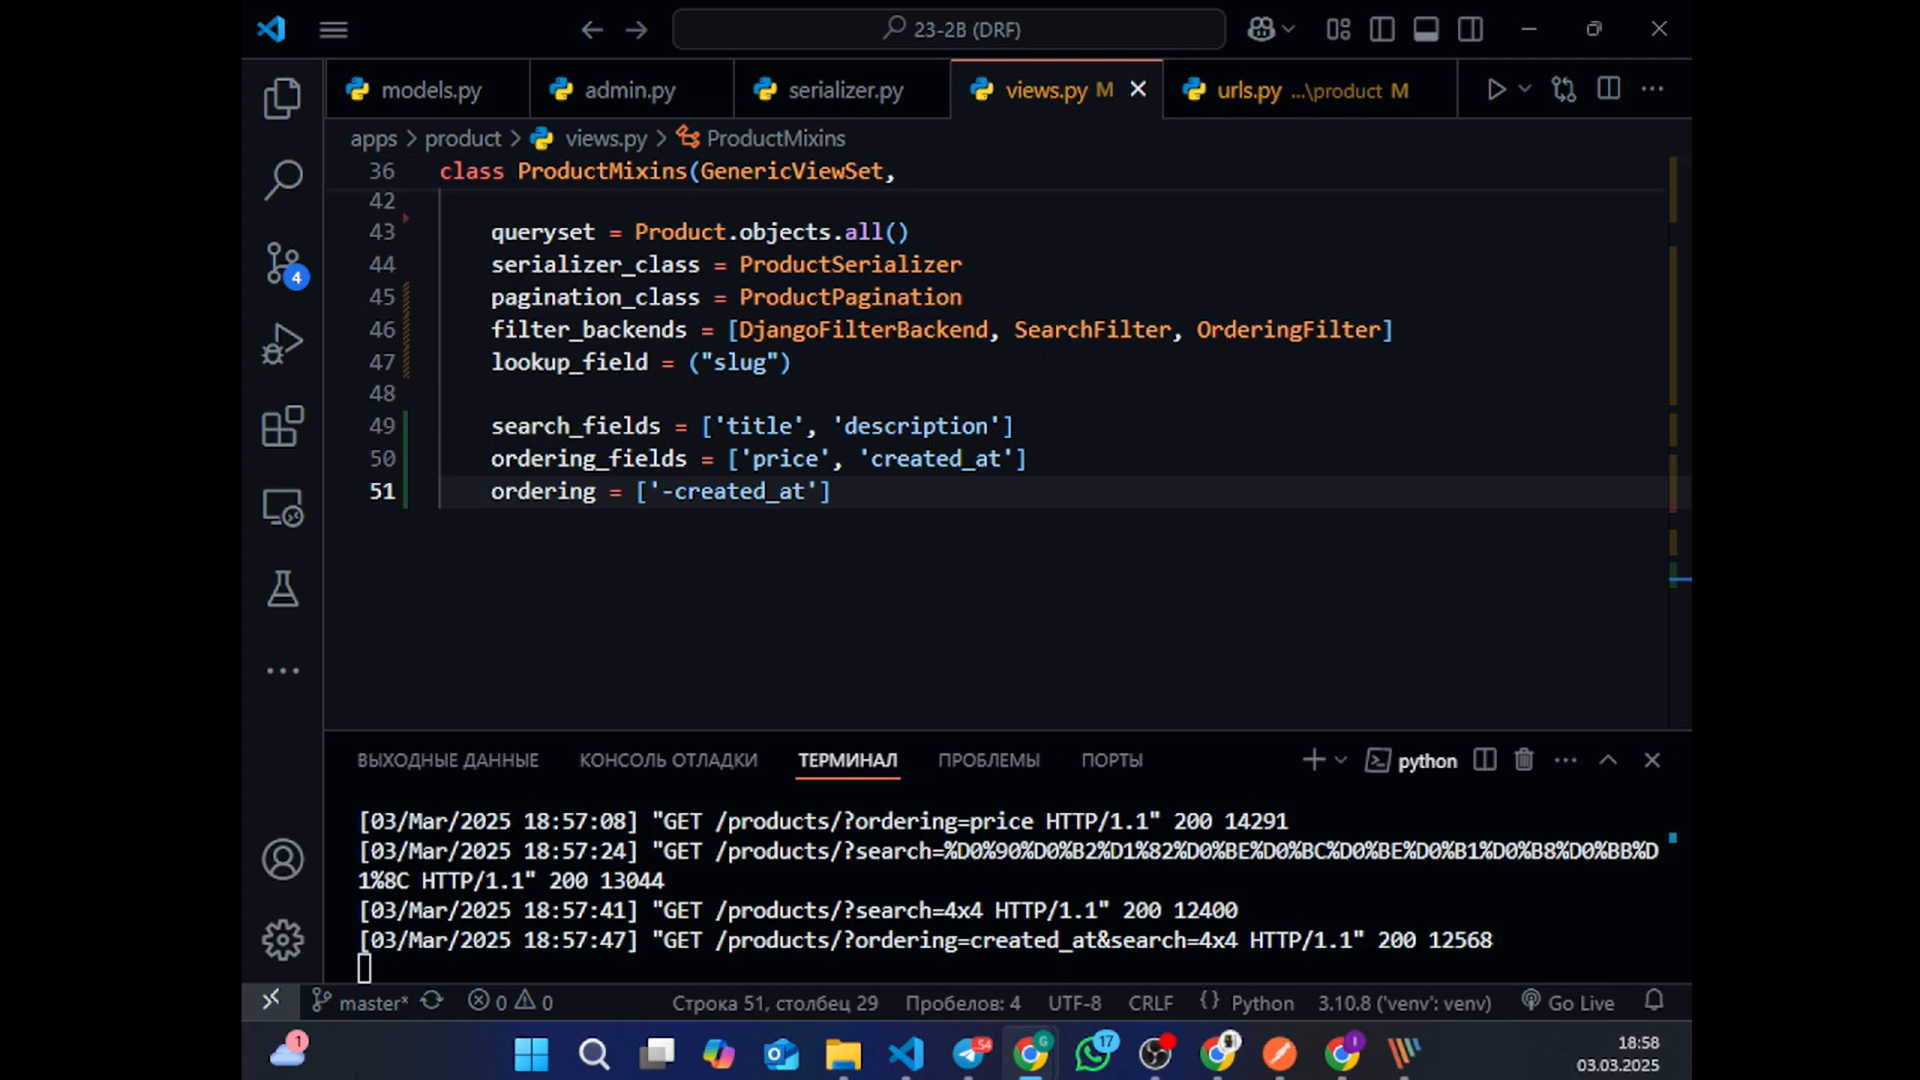 23-2B (DRF)
models.py
admin.py
serializer.py
views.py M
urls.py ...\product M
apps > product > views.py > ProductMixins
36 class ProductMixins(GenericViewSet,
42
43 queryset = Product.objects.all()
44 serializer_class = ProductSerializer
45 pagination_class = ProductPagination
46 filter_backends = [DjangoFilterBackend, SearchFilter, OrderingFilter]
47 lookup_field = ("slug")
48
49 search_fields = ['title', 'description']
50 ordering_fields = ['price', 'created_at']
51 ordering = ['-created_at']
4
ВЫХОДНЫЕ ДАННЫЕ
КОНСОЛЬ ОТЛАДКИ
ТЕРМИНАЛ
ПРОБЛЕМЫ
ПОРТЫ
python
[03/Mar/2025 18:57:08] "GET /products/?ordering=price HTTP/1.1" 200 14291
[03/Mar/2025 18:57:24] "GET /products/?search=%D0%90%D0%B2%D1%82%D0%BE%D0%BC%D0%BE%D0%B1%D0%B8%D0%BB%D
1%8C HTTP/1.1" 200 13044
[03/Mar/2025 18:57:41] "GET /products/?search=4x4 HTTP/1.1" 200 12400
[03/Mar/2025 18:57:47] "GET /products/?ordering=created_at&search=4x4 HTTP/1.1" 200 12568
master*
0
0
Строка 51, столбец 29
Пробелов: 4
UTF-8
CRLF
{} Python
3.10.8 ('venv': venv)
Go Live
1
54
G
17
18:58
03.03.2025